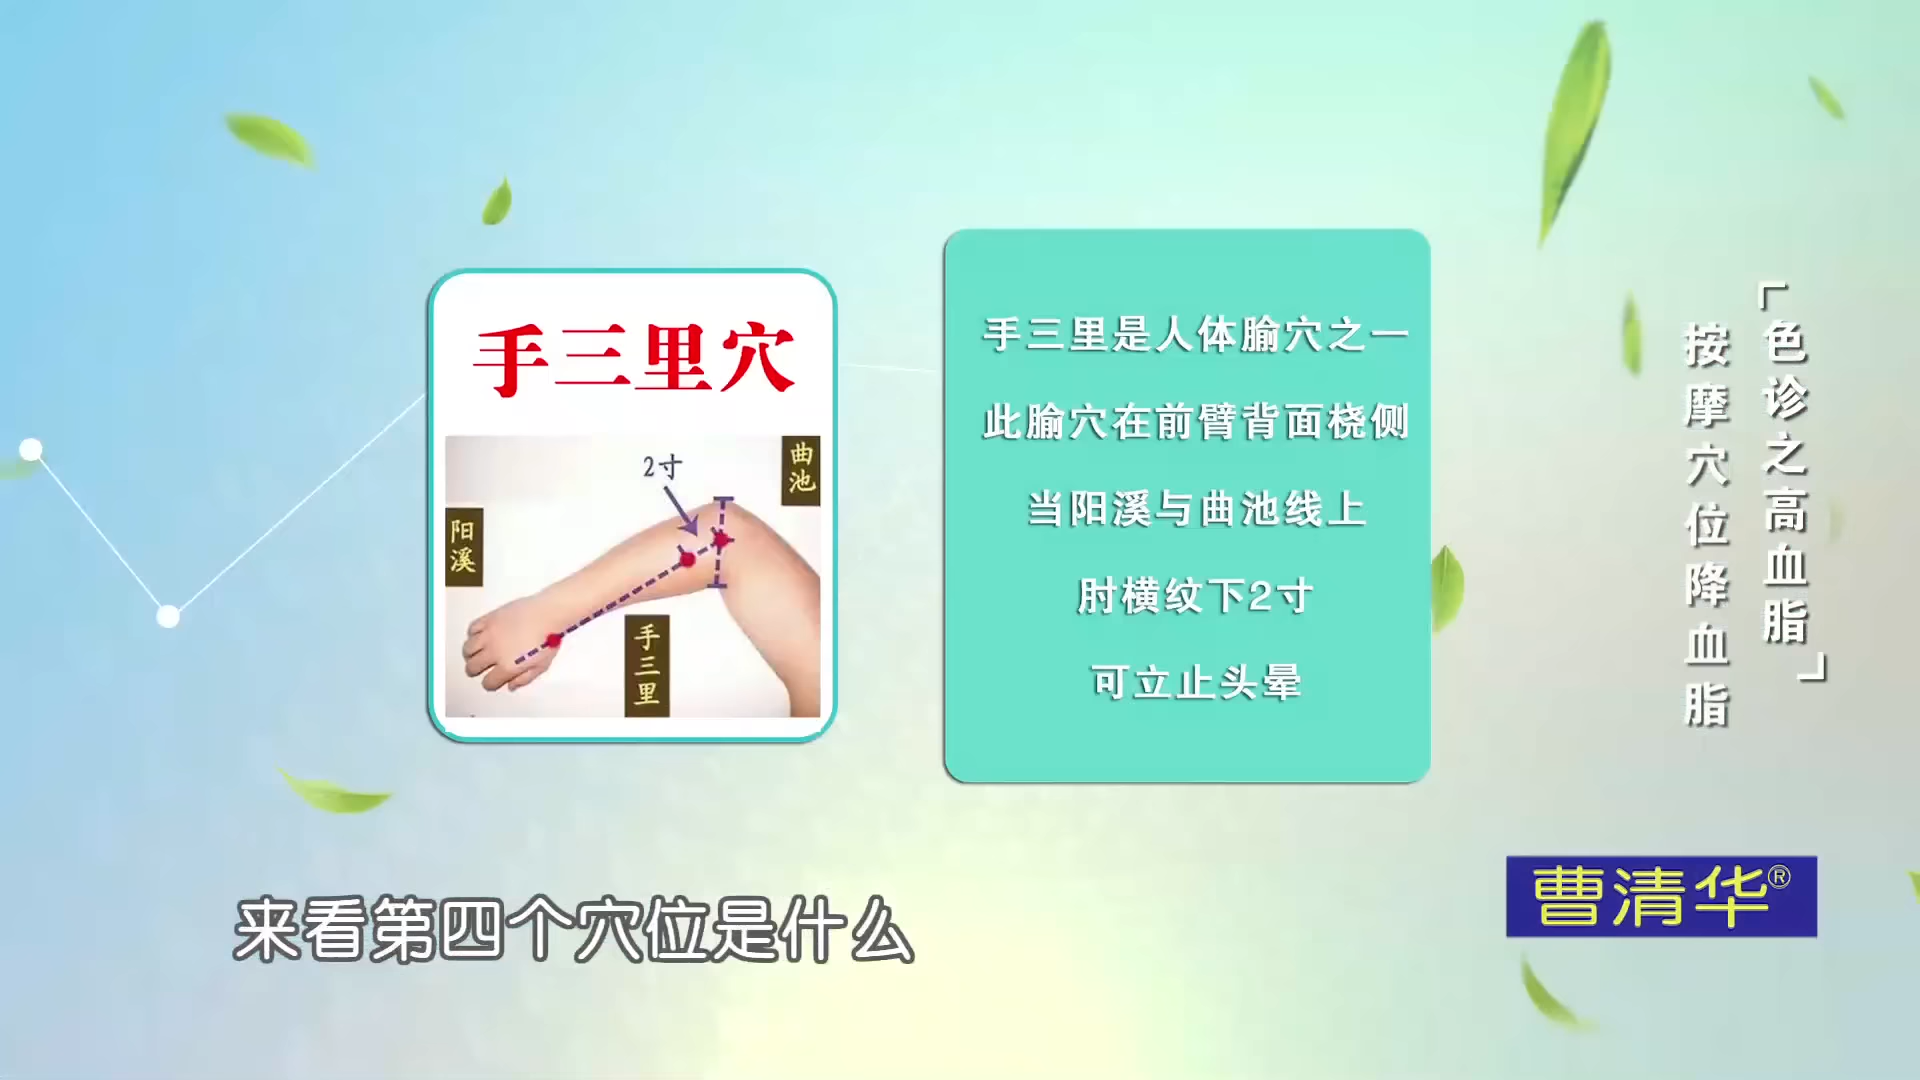 手三里穴
2寸
曲池
阳溪
手三里
手三里是人体腧穴之一
此腧穴在前臂背面桡侧
当阳溪与曲池线上
肘横纹下2寸
可立止头晕
「色诊之高血脂」
按摩穴位降血脂
曹清华®
来看第四个穴位是什么